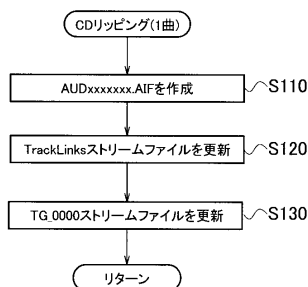 CDリッピング(1曲)
AUDxxxxxxx.AIFを作成
S110
TrackLinksストリームファイルを更新
S120
TG_0000ストリームファイルを更新
S130
リターン